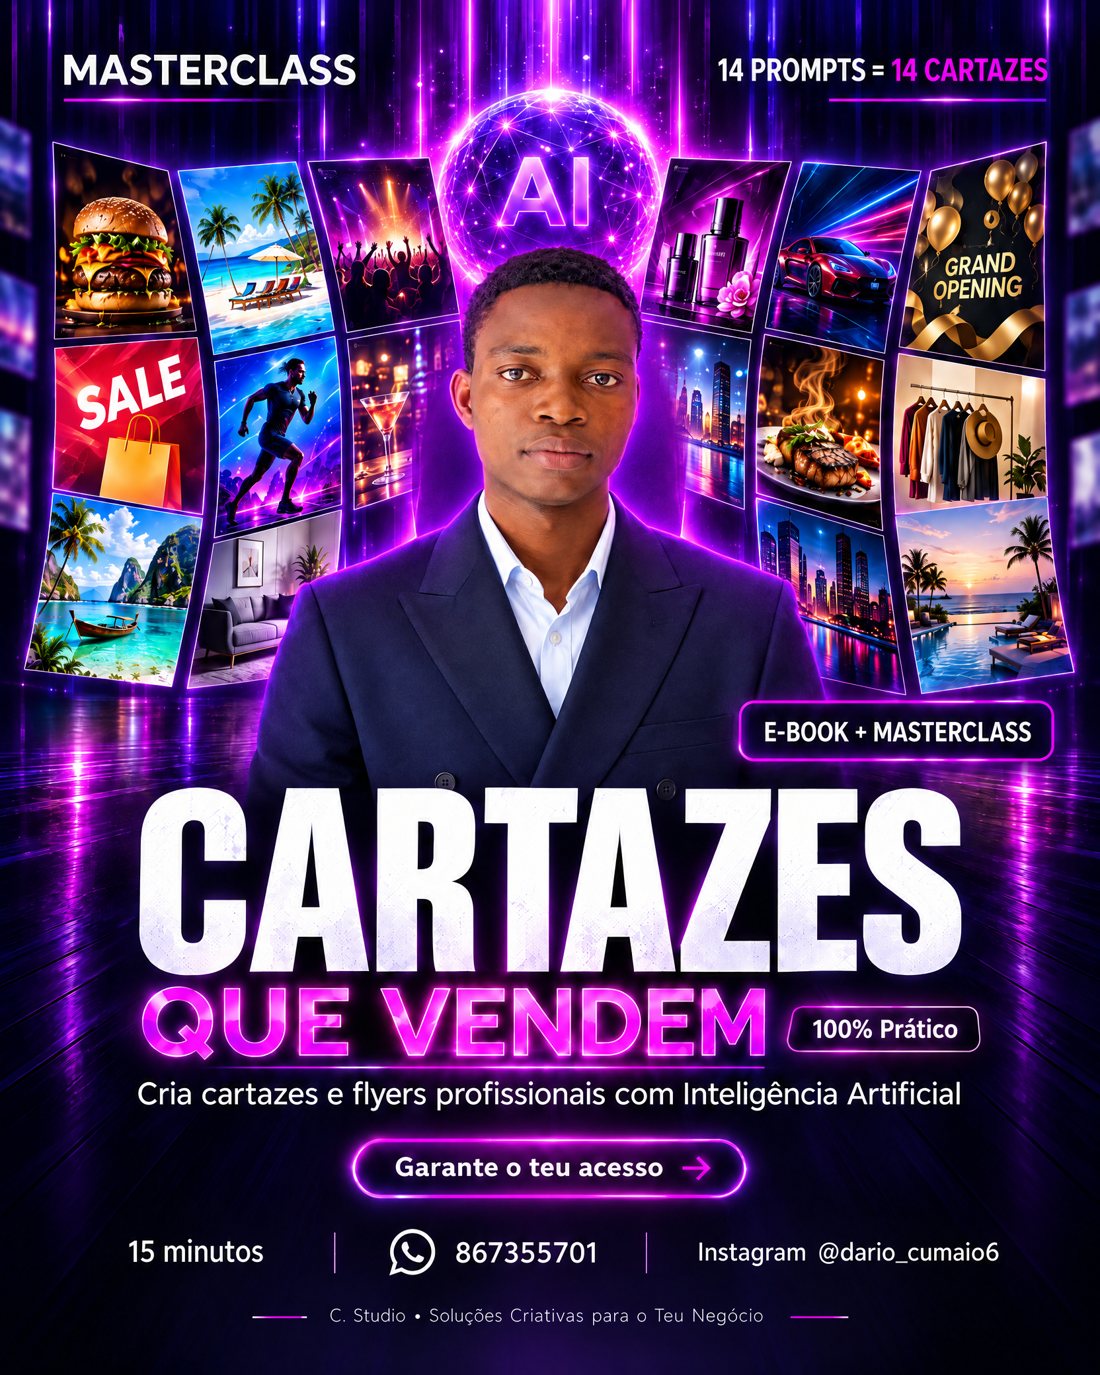 MASTERCLASS
14 PROMPTS = 14 CARTAZES
AI
GRAND
OPENING
SALE
E-BOOK + MASTERCLASS
CARTAZES
QUE VENDEM
100% Prático
Cria cartazes e flyers profissionais com Inteligência Artificial
Garante o teu acesso →
15 minutos
867355701
Instagram @dario_cumaio6
C. Studio • Soluções Criativas para o Teu Negócio